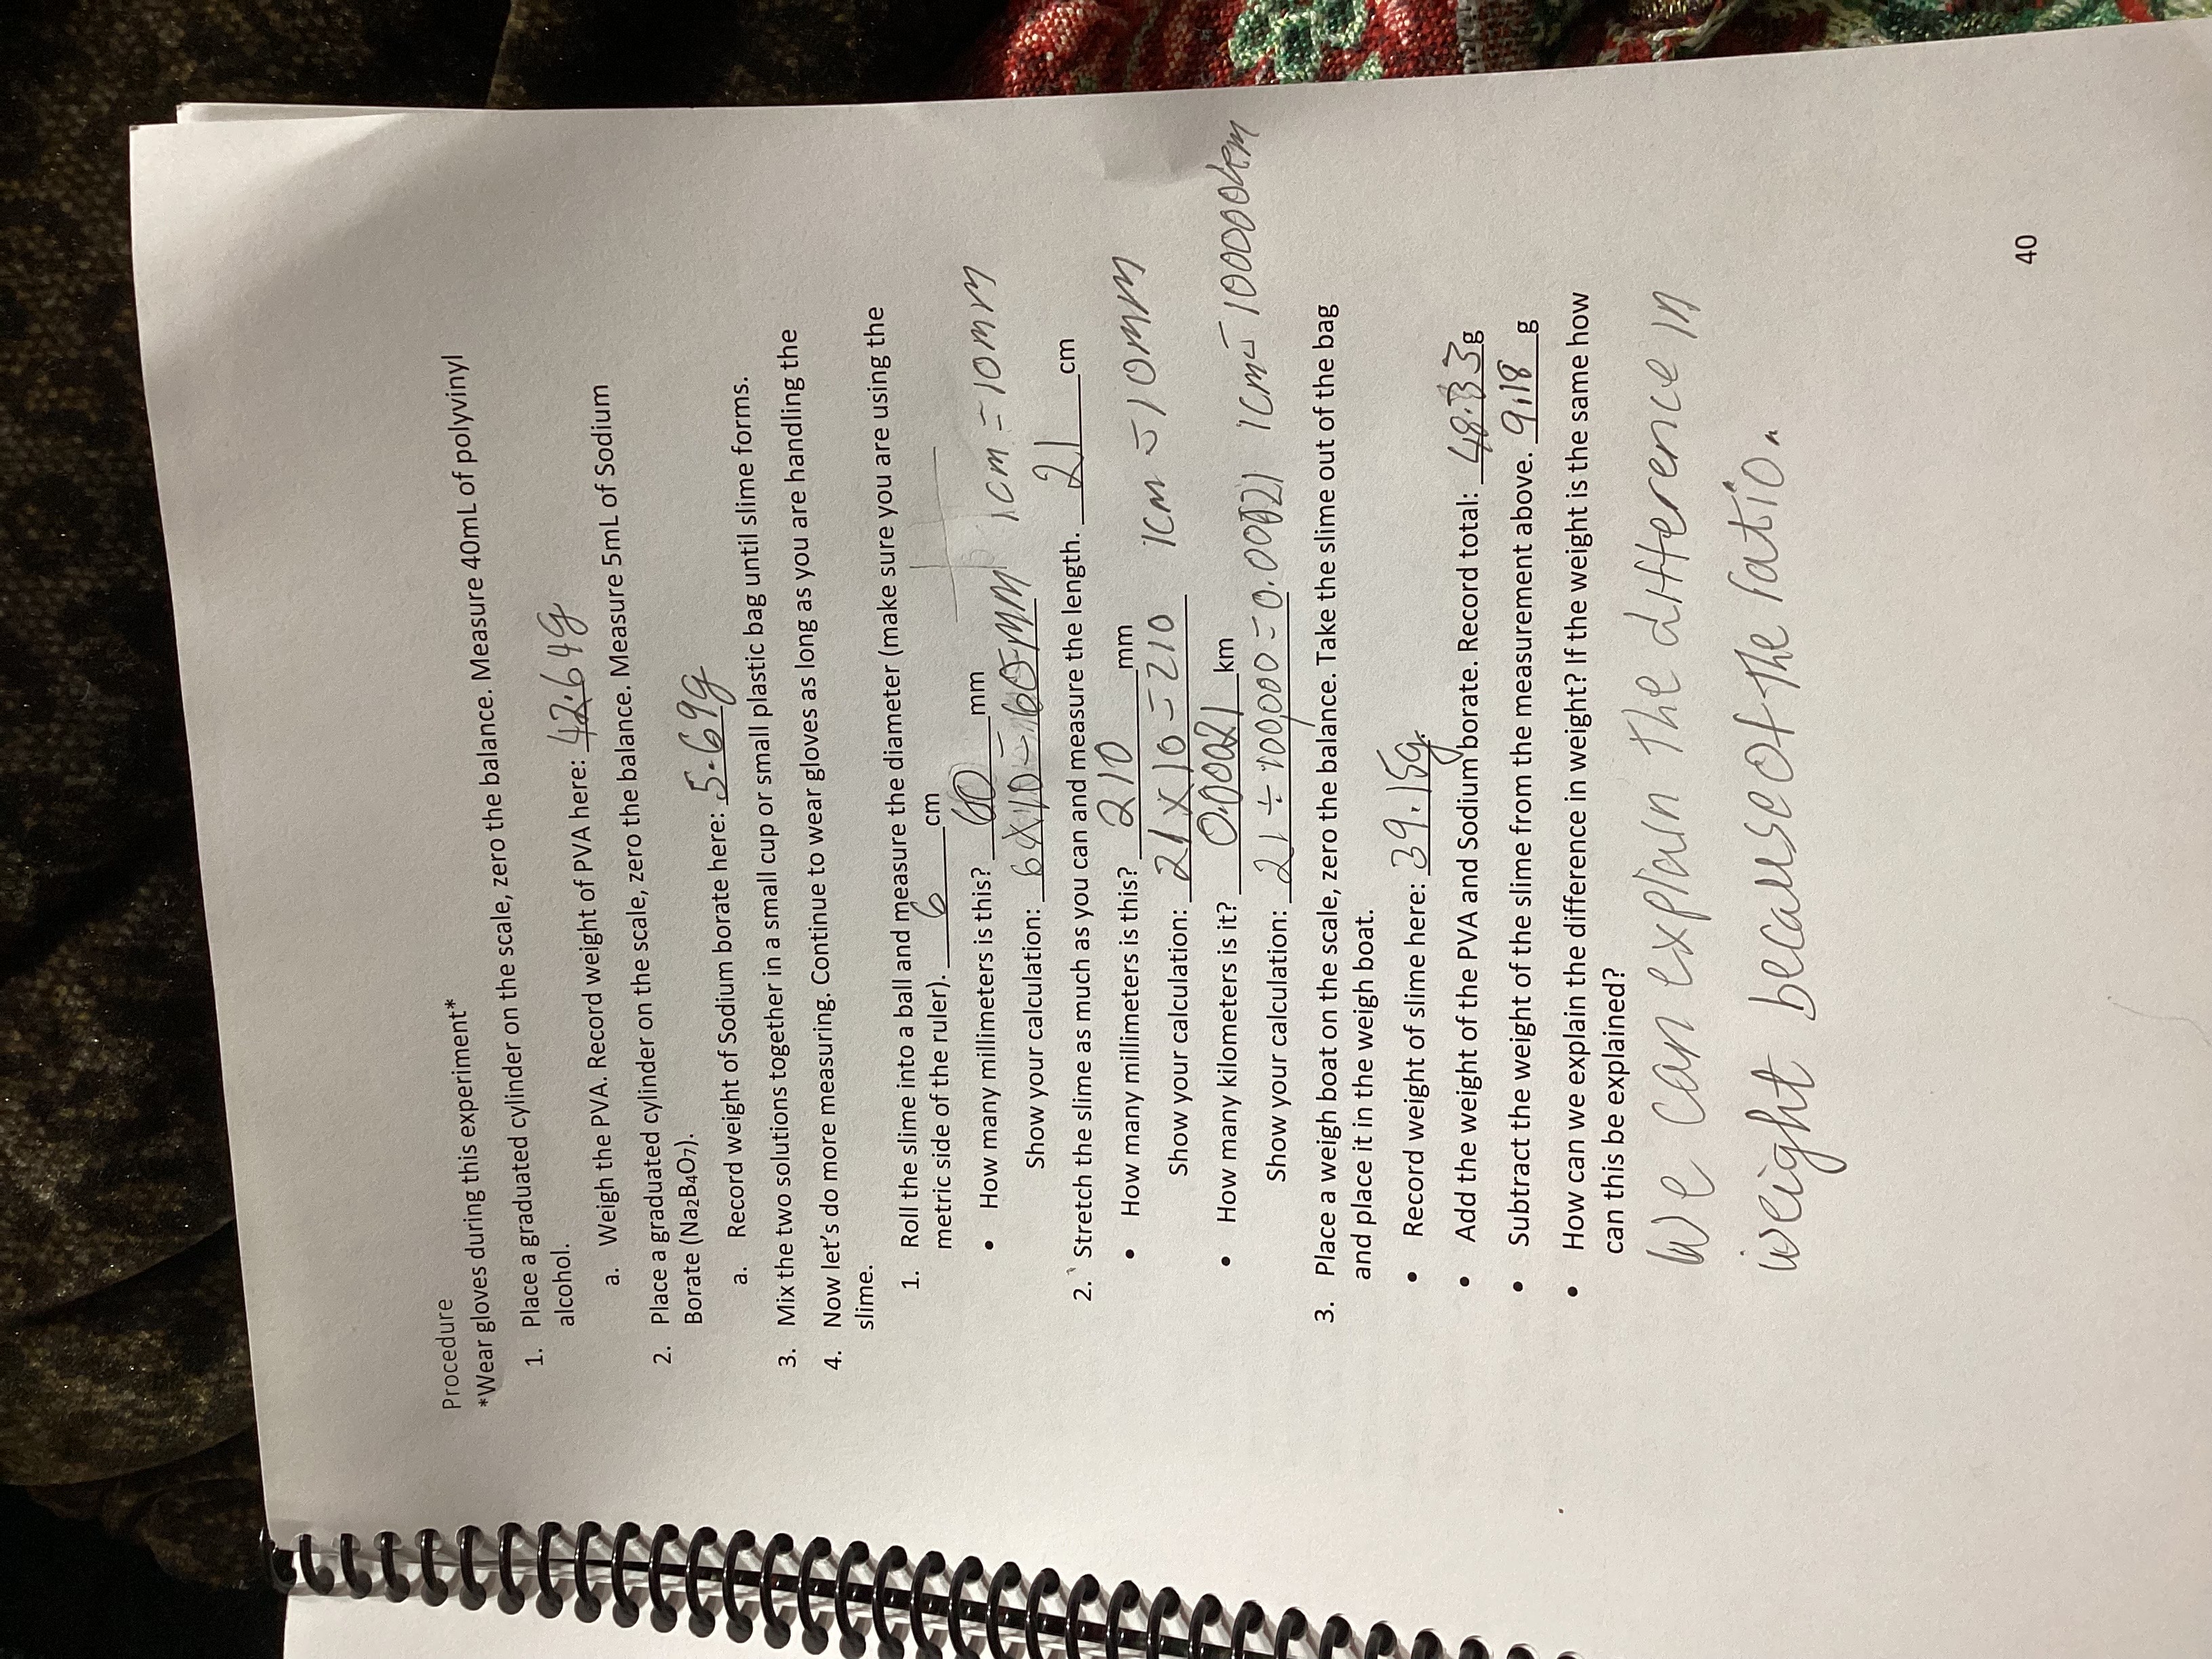 Procedure
*Wear gloves during this experiment*
1. Place a graduated cylinder on the scale, zero the balance. Measure 40mL of polyvinyl
alcohol.
a. Weigh the PVA. Record weight of PVA here: 42.64g
2. Place a graduated cylinder on the scale, zero the balance. Measure 5mL of Sodium
Borate (Na₂B₄O₇).
a. Record weight of Sodium borate here: 5.69g
3. Mix the two solutions together in a small cup or small plastic bag until slime forms.
4. Now let's do more measuring. Continue to wear gloves as long as you are handling the
slime.
1. Roll the slime into a ball and measure the diameter (make sure you are using the
metric side of the ruler). 6 cm
• How many millimeters is this? 60 mm
Show your calculation: 6×10=60 MM 1cm=10mm
2. Stretch the slime as much as you can and measure the length. 21 cm
• How many millimeters is this? 210 mm
Show your calculation: 21×10=210 1cm=10mm
• How many kilometers is it? 0.00021 km
Show your calculation: 21÷100,000=0.00021 1cm=100000km
3. Place a weigh boat on the scale, zero the balance. Take the slime out of the bag
and place it in the weigh boat.
• Record weight of slime here: 39.15g.
• Add the weight of the PVA and Sodium borate. Record total: 48.33g
• Subtract the weight of the slime from the measurement above. 9.18 g
• How can we explain the difference in weight? If the weight is the same how
can this be explained?
We can explain the difference in
weight because of the ratio.
40